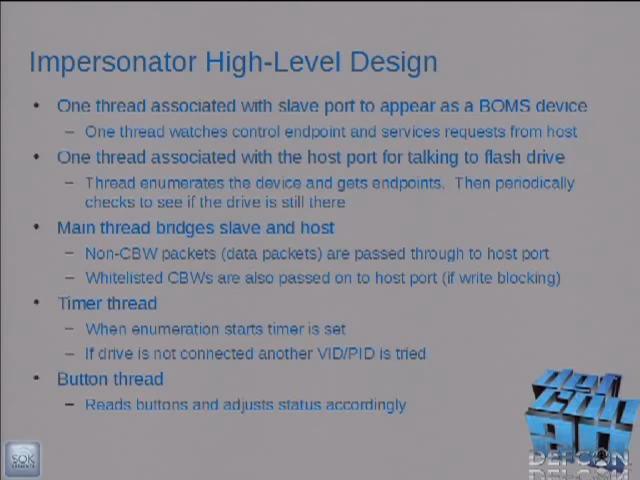 Impersonator High-Level Design
• One thread associated with slave port to appear as a BOMS device
– One thread watches control endpoint and services requests from host
• One thread associated with the host port for talking to flash drive
– Thread enumerates the device and gets endpoints. Then periodically
checks to see if the drive is still there
• Main thread bridges slave and host
– Non-CBW packets (data packets) are passed through to host port
– Whitelisted CBWs are also passed on to host port (if write blocking)
• Timer thread
– When enumeration starts timer is set
– If drive is not connected another VID/PID is tried
• Button thread
– Reads buttons and adjusts status accordingly
DEFCON